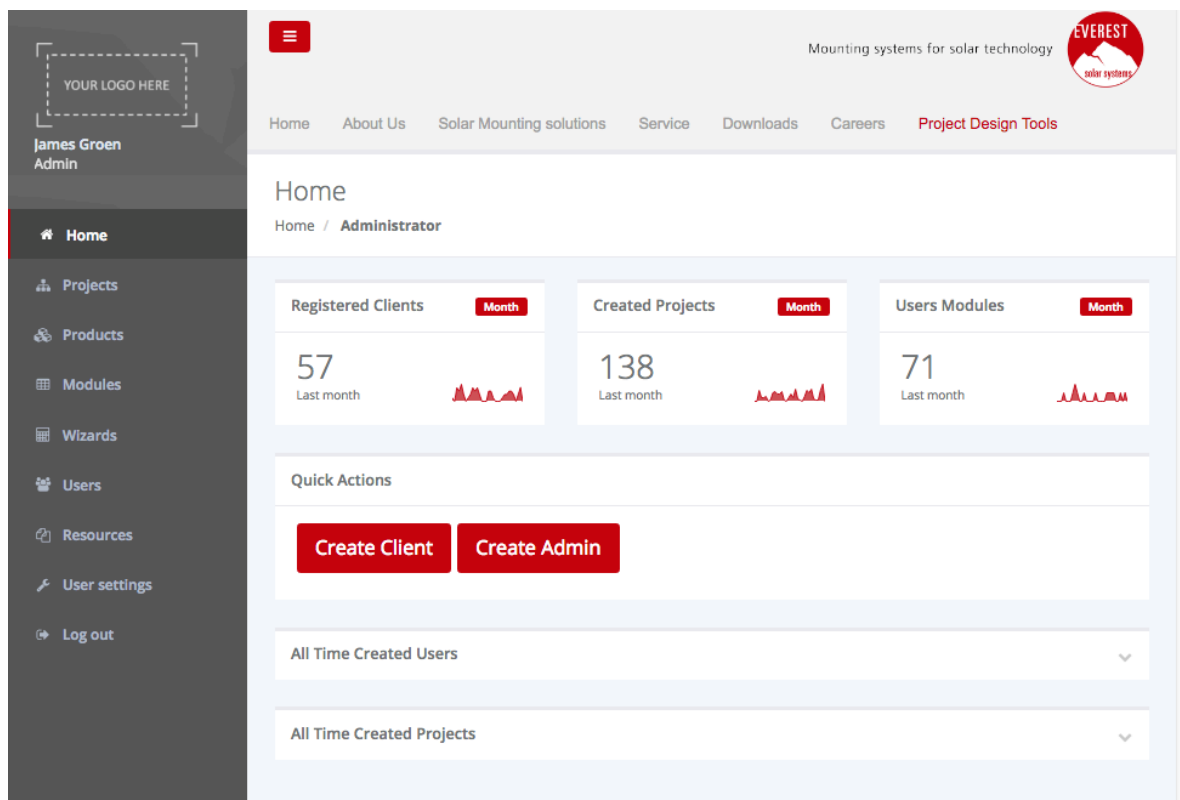 YOUR LOGO HERE
James Groen
Admin
Home
Projects
Products
Modules
Wizards
Users
Resources
User settings
Log out
Mounting systems for solar technology
EVEREST
solar systems
Home About Us Solar Mounting solutions Service Downloads Careers Project Design Tools
Home
Home / Administrator
Registered Clients Month
57
Last month
Created Projects Month
138
Last month
Users Modules Month
71
Last month
Quick Actions
Create Client Create Admin
All Time Created Users
All Time Created Projects